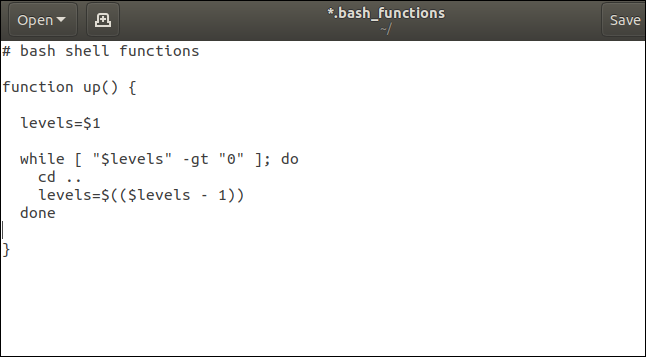 Open
*.bash_functions
~/
Save
# bash shell functions
function up() {
levels=$1
while [ "$levels" -gt "0" ]; do
cd ..
levels=$(($levels - 1))
done
}